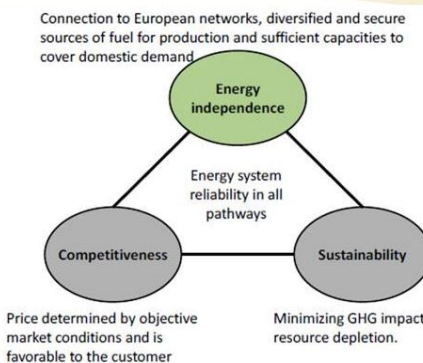 Connection to European networks, diversified and secure
sources of fuel for production and sufficient capacities to
cover domestic demand
Energy
independence
Energy system
reliability in all
pathways
Competitiveness
Sustainability
Price determined by objective
market conditions and is
favorable to the customer
Minimizing GHG impact
resource depletion.